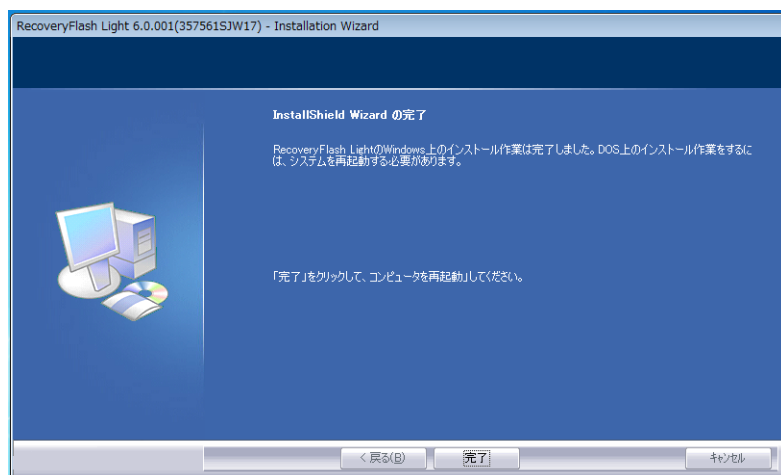 RecoveryFlash Light 6.0.001(357561SJW17) - Installation Wizard
InstallShield Wizard の完了
RecoveryFlash LightのWindows上のインストール作業は完了しました。DOS上のインストール作業をするに
は、システムを再起動する必要があります。
「完了」をクリックして、コンピュータを再起動してください。
< 戻る(B)
完了
キャンセル